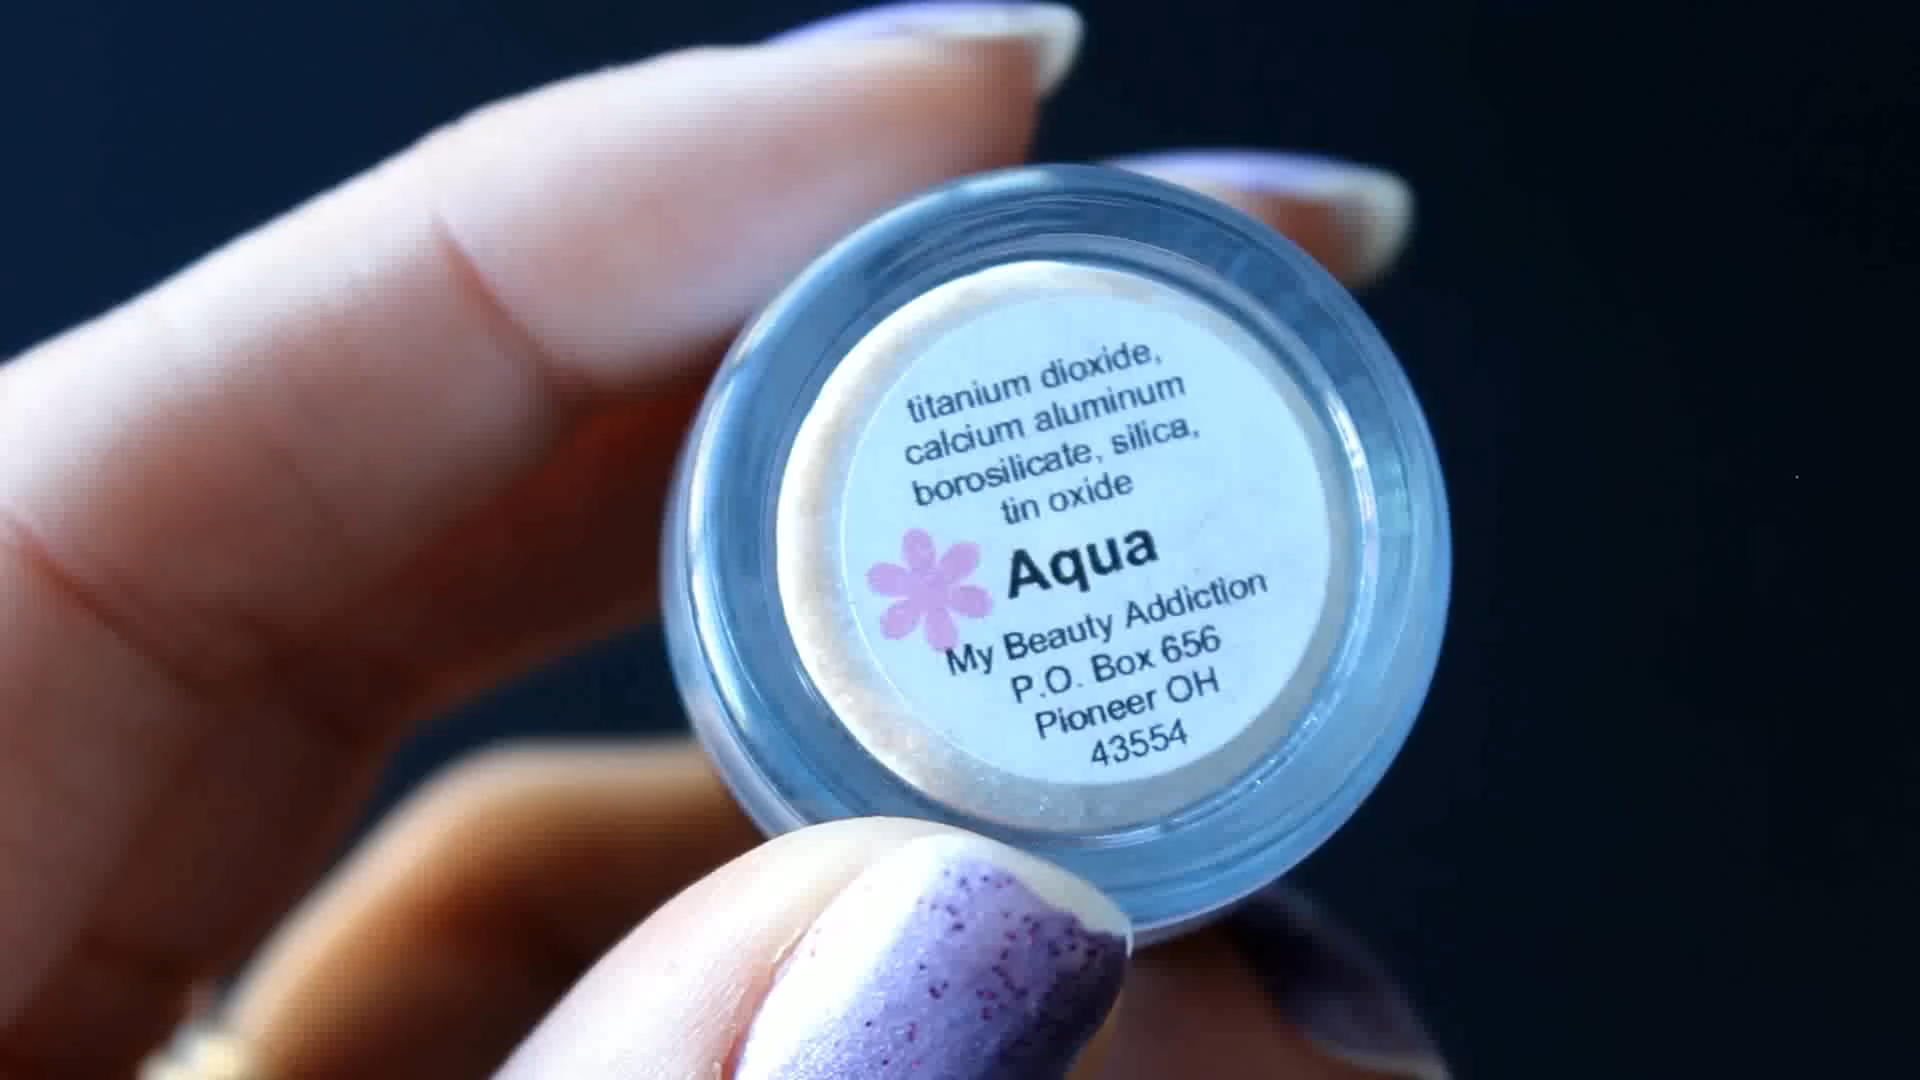 titanium dioxide,
calcium aluminum
borosilicate, silica,
tin oxide
Aqua
My Beauty Addiction
P.O. Box 656
Pioneer OH
43554